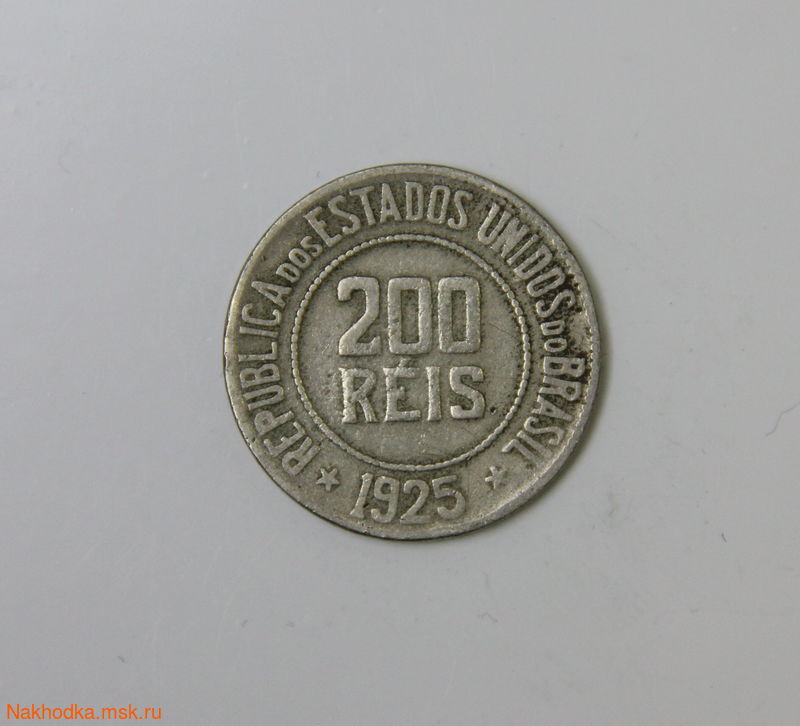 REPUBLICA DOS ESTADOS UNIDOS DO BRASIL
200
RÉIS
1925
Nakhodka.msk.ru